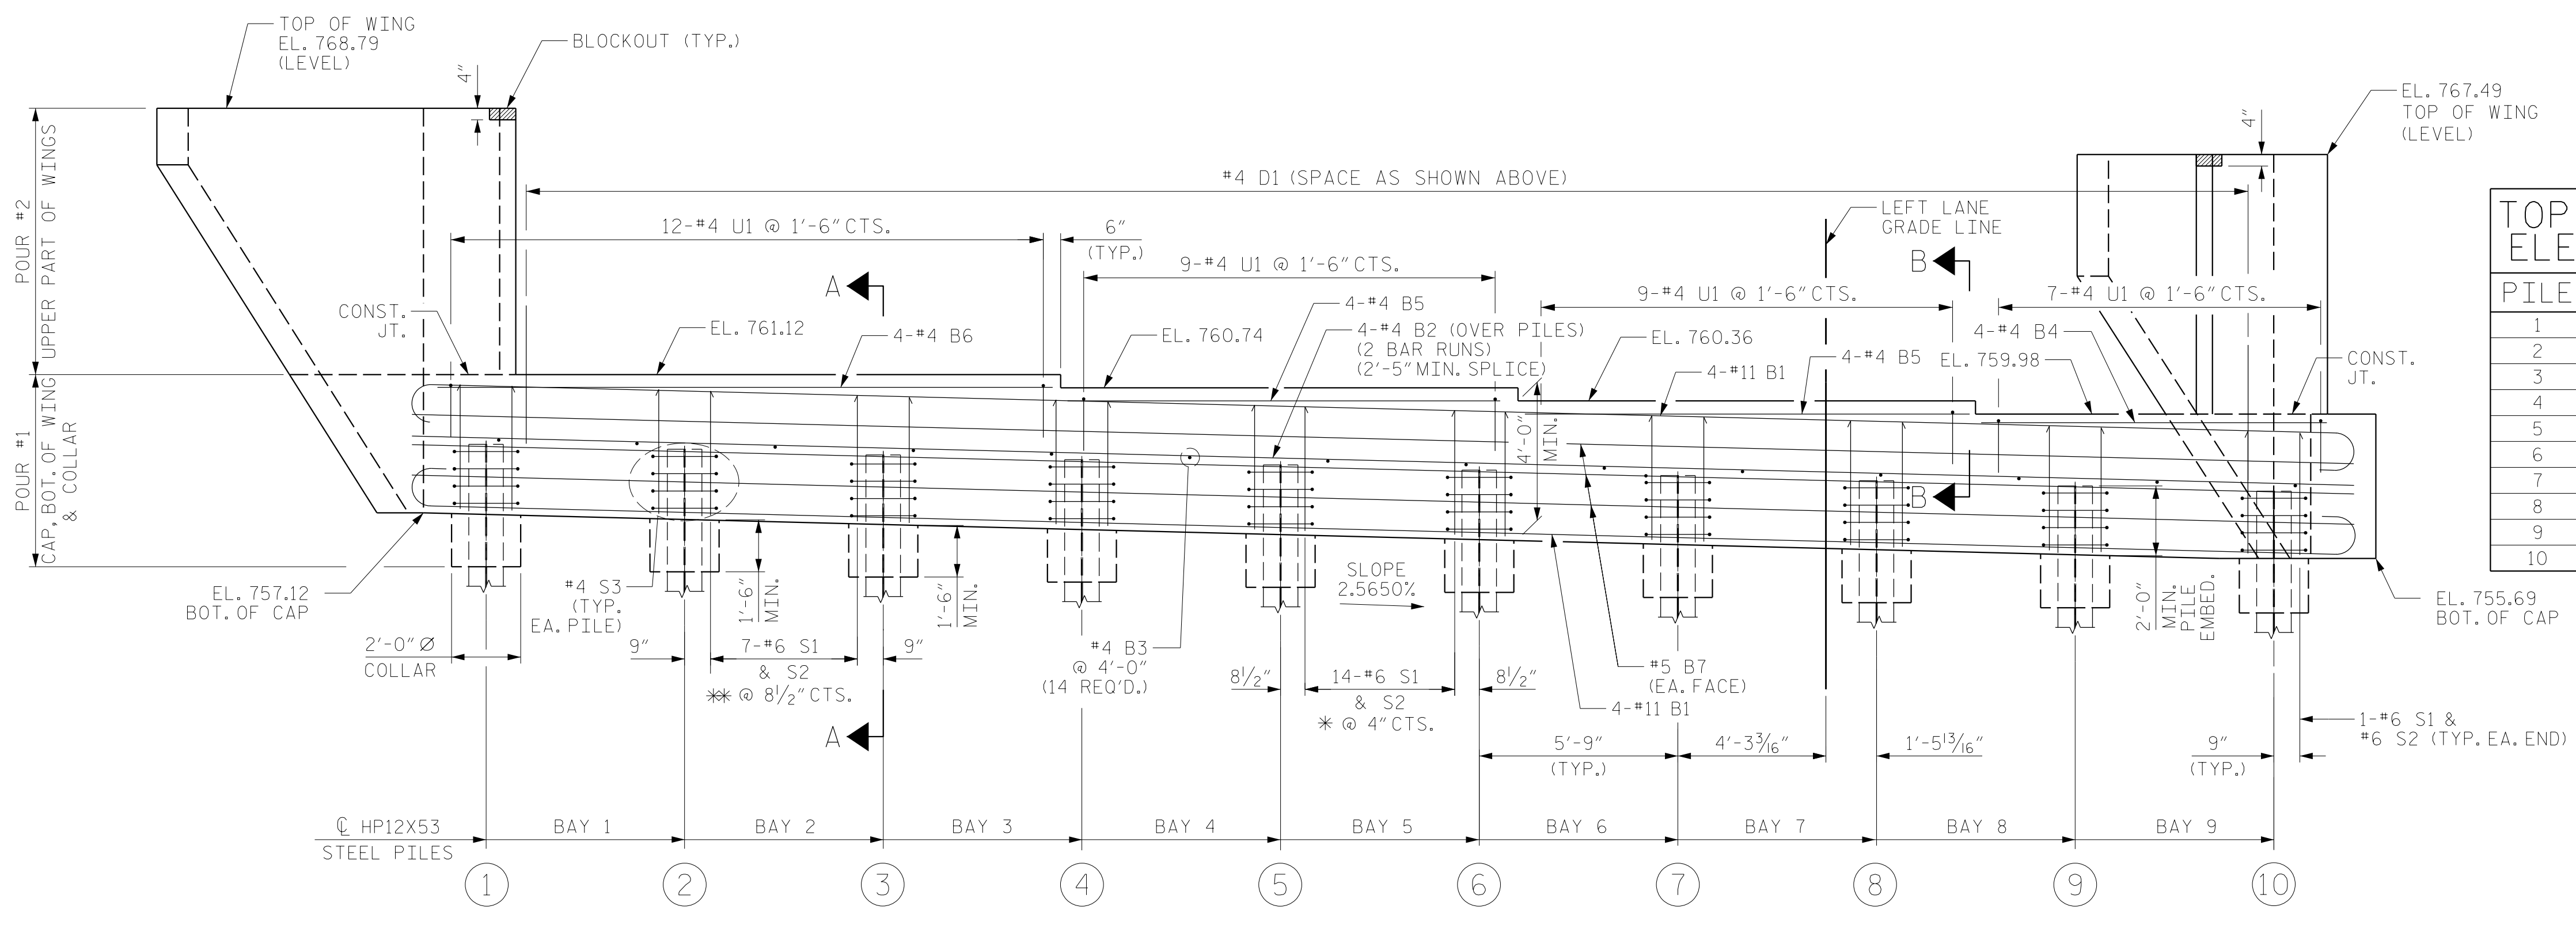 TOP OF WING
EL. 768.79
(LEVEL)
BLOCKOUT (TYP.)
4"
EL. 767.49
TOP OF WING
(LEVEL)
4"
#4 D1 (SPACE AS SHOWN ABOVE)
LEFT LANE
GRADE LINE
12-#4 U1 @ 1'-6" CTS.
6"
(TYP.)
9-#4 U1 @ 1'-6" CTS.
9-#4 U1 @ 1'-6" CTS.
7-#4 U1 @ 1'-6" CTS.
POUR #2
UPPER PART OF WINGS
POUR #1
CAP, BOT. OF WING
& COLLAR
CONST.
JT.
A
B
EL. 761.12
4-#4 B6
EL. 760.74
4-#4 B5
4-#4 B2 (OVER PILES)
(2 BAR RUNS)
(2'-5" MIN. SPLICE)
EL. 760.36
4-#11 B1
4-#4 B5
4-#4 B4
EL. 759.98
CONST.
JT.
4'-0"
MIN.
B
EL. 757.12
BOT. OF CAP
#4 S3
(TYP.
EA. PILE)
1'-6"
MIN.
1'-6"
MIN.
SLOPE
2.5650%
2'-0"
MIN.
PILE
EMBED.
EL. 755.69
BOT. OF CAP
2'-0" Ø
COLLAR
9"
7-#6 S1
& S2
** @ 8½" CTS.
9"
#4 B3
@ 4'-0"
(14 REQ'D.)
8½"
14-#6 S1
& S2
* @ 4" CTS.
8½"
#5 B7
(EA. FACE)
4-#11 B1
1-#6 S1 &
#6 S2 (TYP. EA. END)
A
5'-9"
(TYP.)
4'-3 3/16"
1'-5 13/16"
9"
(TYP.)
℄ HP12X53
STEEL PILES
BAY 1
BAY 2
BAY 3
BAY 4
BAY 5
BAY 6
BAY 7
BAY 8
BAY 9
1
2
3
4
5
6
7
8
9
10
TOP
ELE
PILE
1
2
3
4
5
6
7
8
9
10